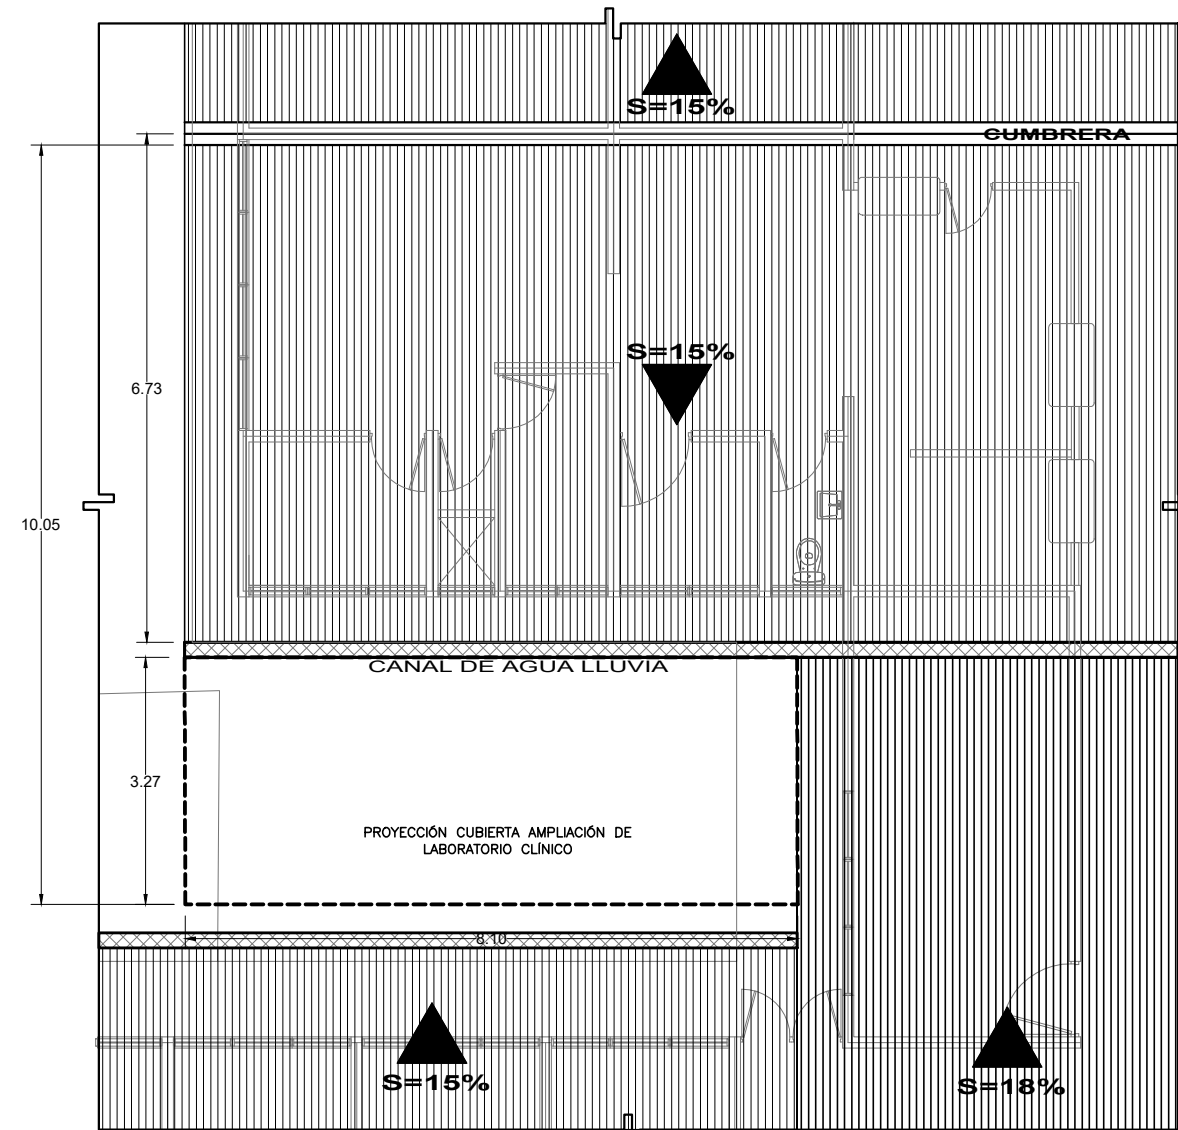 S=15%
CUMBRERA
S=15%
6.73
10.05
CANAL DE AGUA LLUVIA
3.27
PROYECCIÓN CUBIERTA AMPLIACIÓN DE
LABORATORIO CLÍNICO
8.10
S=15%
S=18%